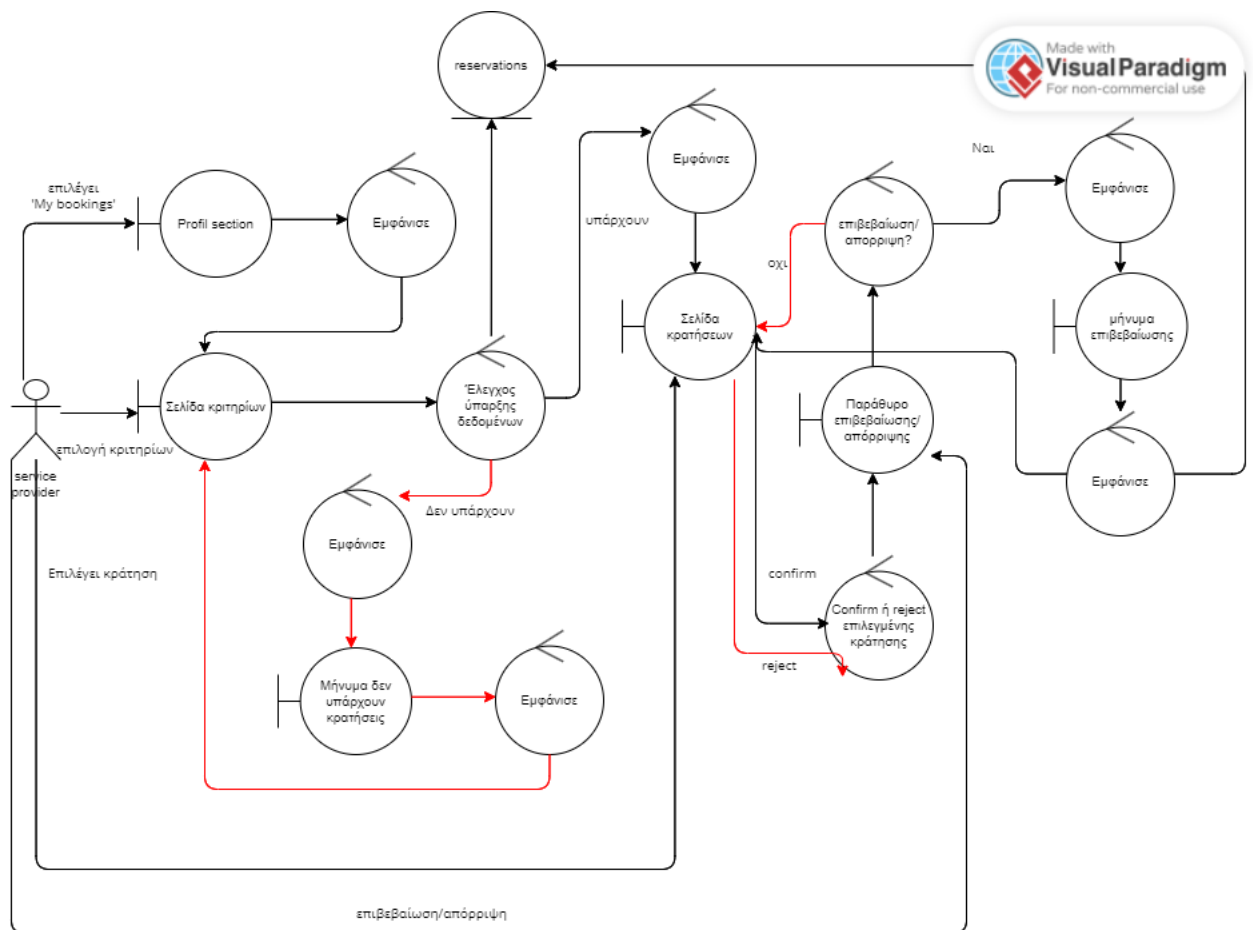 Made with
Visual Paradigm
For non-commercial use
reservations
Εμφάνισε
Ναι
Εμφάνισε
επιλέγει
'My bookings'
Profil section
Εμφάνισε
υπάρχουν
επιβεβαίωση/
απορριψη?
οχι
Σελίδα
κρατήσεων
μήνυμα
επιβεβαίωσης
Σελίδα κριτηρίων
Έλεγχος
ύπαρξης
δεδομένων
Παράθυρο
επιβεβαίωσης/
απόρριψης
επιλογή κριτηρίων
service
provider
Εμφάνισε
Δεν υπάρχουν
Εμφάνισε
Επιλέγει κράτηση
confirm
Confirm ή reject
επιλεγμένης
κράτησης
reject
Μήνυμα δεν
υπάρχουν
κρατήσεις
Εμφάνισε
επιβεβαίωση/απόρριψη